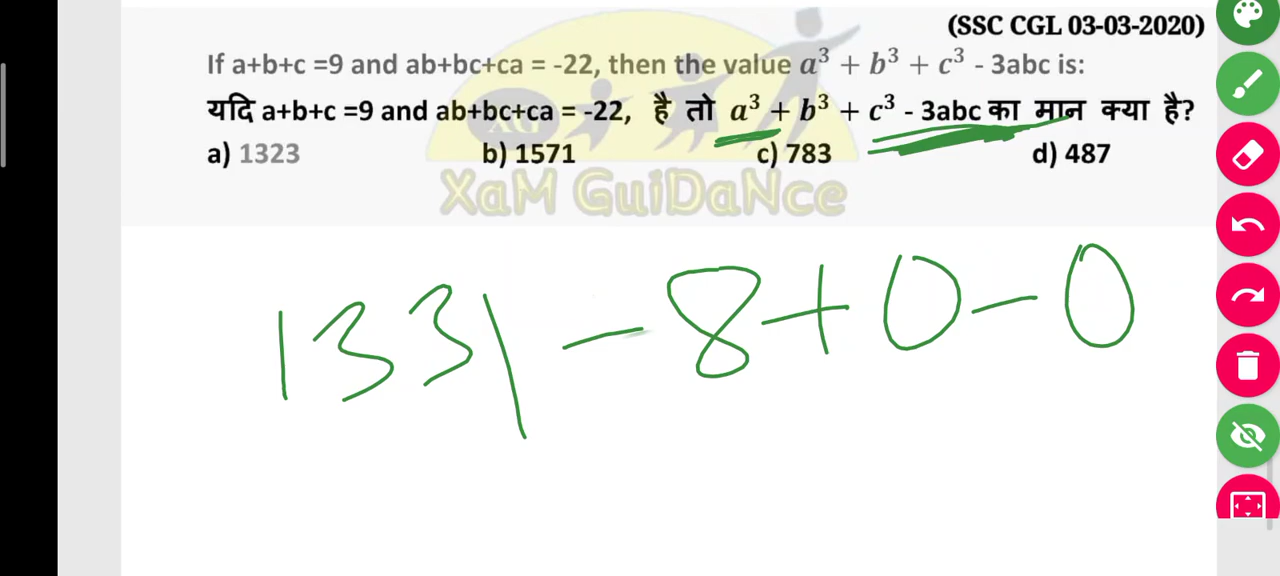 (SSC CGL 03-03-2020)
If a+b+c =9 and ab+bc+ca = -22, then the value a³ + b³ + c³ - 3abc is:
यदि a+b+c =9 and ab+bc+ca = -22, है तो a³ + b³ + c³ - 3abc का मान क्या है?
a) 1323 b) 1571 c) 783 d) 487
XaM GuiDaNce
1331 - 8 + 0 - 0